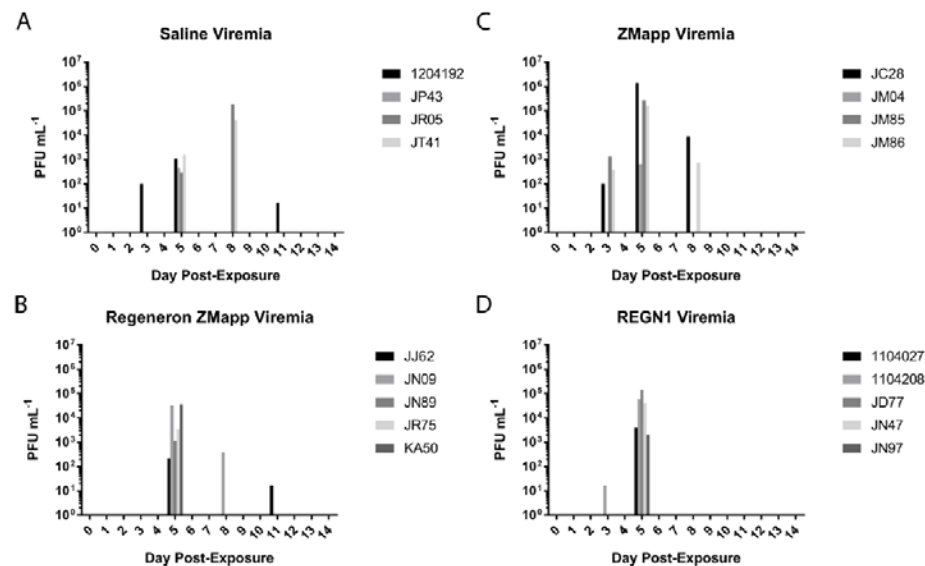 A
Saline Viremia
PFU mL⁻¹
10⁷
10⁶
10⁵
10⁴
10³
10²
10¹
10⁰
0 1 2 3 4 5 6 7 8 9 10 11 12 13 14
Day Post-Exposure
1204192
JP43
JR05
JT41
C
ZMapp Viremia
PFU mL⁻¹
10⁷
10⁶
10⁵
10⁴
10³
10²
10¹
10⁰
0 1 2 3 4 5 6 7 8 9 10 11 12 13 14
Day Post-Exposure
JC28
JM04
JM85
JM86
B
Regeneron ZMapp Viremia
PFU mL⁻¹
10⁷
10⁶
10⁵
10⁴
10³
10²
10¹
10⁰
0 1 2 3 4 5 6 7 8 9 10 11 12 13 14
Day Post-Exposure
JJ62
JN09
JN89
JR75
KA50
D
REGN1 Viremia
PFU mL⁻¹
10⁷
10⁶
10⁵
10⁴
10³
10²
10¹
10⁰
0 1 2 3 4 5 6 7 8 9 10 11 12 13 14
Day Post-Exposure
1104027
1104208
JD77
JN47
JN97